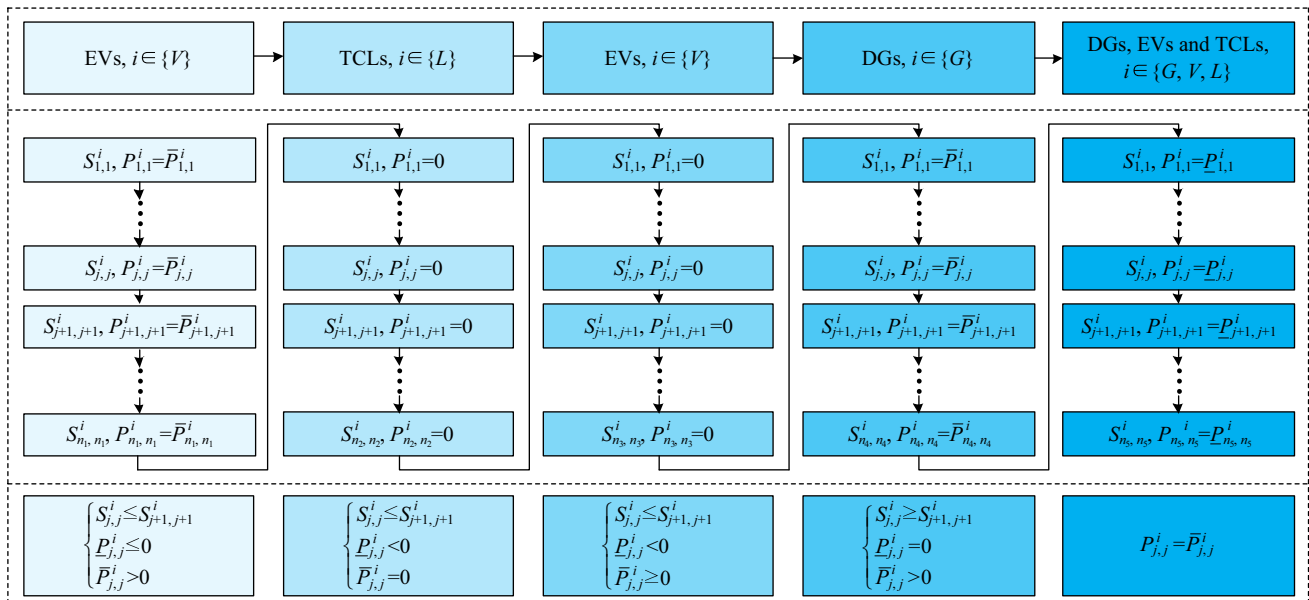 EVs, i∈{V}
TCLs, i∈{L}
EVs, i∈{V}
DGs, i∈{G}
DGs, EVs and TCLs,
i∈{G, V, L}
S^i_{1,1}, P^i_{1,1}=P̅^i_{1,1}
S^i_{1,1}, P^i_{1,1}=0
S^i_{1,1}, P^i_{1,1}=0
S^i_{1,1}, P^i_{1,1}=P̅^i_{1,1}
S^i_{1,1}, P^i_{1,1}=P̲^i_{1,1}
S^i_{j,j}, P^i_{j,j}=P̅^i_{j,j}
S^i_{j,j}, P^i_{j,j}=0
S^i_{j,j}, P^i_{j,j}=0
S^i_{j,j}, P^i_{j,j}=P̅^i_{j,j}
S^i_{j,j}, P^i_{j,j}=P̲^i_{j,j}
S^i_{j+1,j+1}, P^i_{j+1,j+1}=P̅^i_{j+1,j+1}
S^i_{j+1,j+1}, P^i_{j+1,j+1}=0
S^i_{j+1,j+1}, P^i_{j+1,j+1}=0
S^i_{j+1,j+1}, P^i_{j+1,j+1}=P̅^i_{j+1,j+1}
S^i_{j+1,j+1}, P^i_{j+1,j+1}=P̲^i_{j+1,j+1}
S^i_{n₁,n₁}, P^i_{n₁,n₁}=P̅^i_{n₁,n₁}
S^i_{n₂,n₂}, P^i_{n₂,n₂}=0
S^i_{n₃,n₃}, P^i_{n₃,n₃}=0
S^i_{n₄,n₄}, P^i_{n₄,n₄}=P̅^i_{n₄,n₄}
S^i_{n₅,n₅}, P^i_{n₅,n₅}=P̲^i_{n₅,n₅}
S^i_{j,j}≤S^i_{j+1,j+1}
P̲^i_{j,j}≤0
P̅^i_{j,j}>0
S^i_{j,j}≤S^i_{j+1,j+1}
P̲^i_{j,j}<0
P̅^i_{j,j}=0
S^i_{j,j}≤S^i_{j+1,j+1}
P̲^i_{j,j}<0
P̅^i_{j,j}≥0
S^i_{j,j}≥S^i_{j+1,j+1}
P̲^i_{j,j}=0
P̅^i_{j,j}>0
P^i_{j,j}=P̅^i_{j,j}